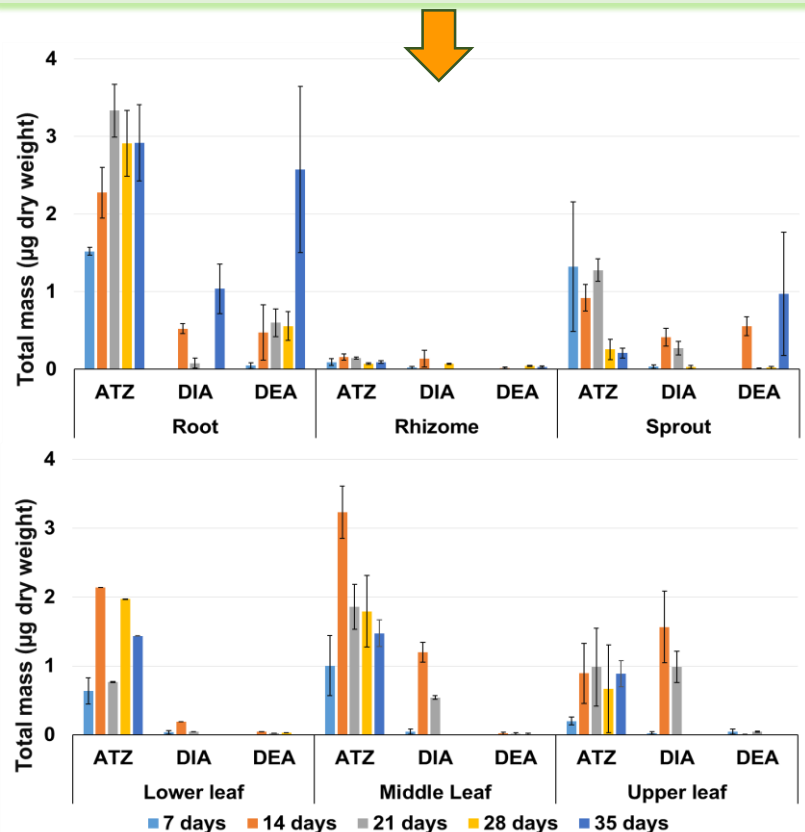 Total mass (µg dry weight)
4
3
2
1
0
ATZ DIA DEA ATZ DIA DEA ATZ DIA DEA
Root Rhizome Sprout
Total mass (µg dry weight)
4
3
2
1
0
ATZ DIA DEA ATZ DIA DEA ATZ DIA DEA
Lower leaf Middle Leaf Upper leaf
7 days 14 days 21 days 28 days 35 days